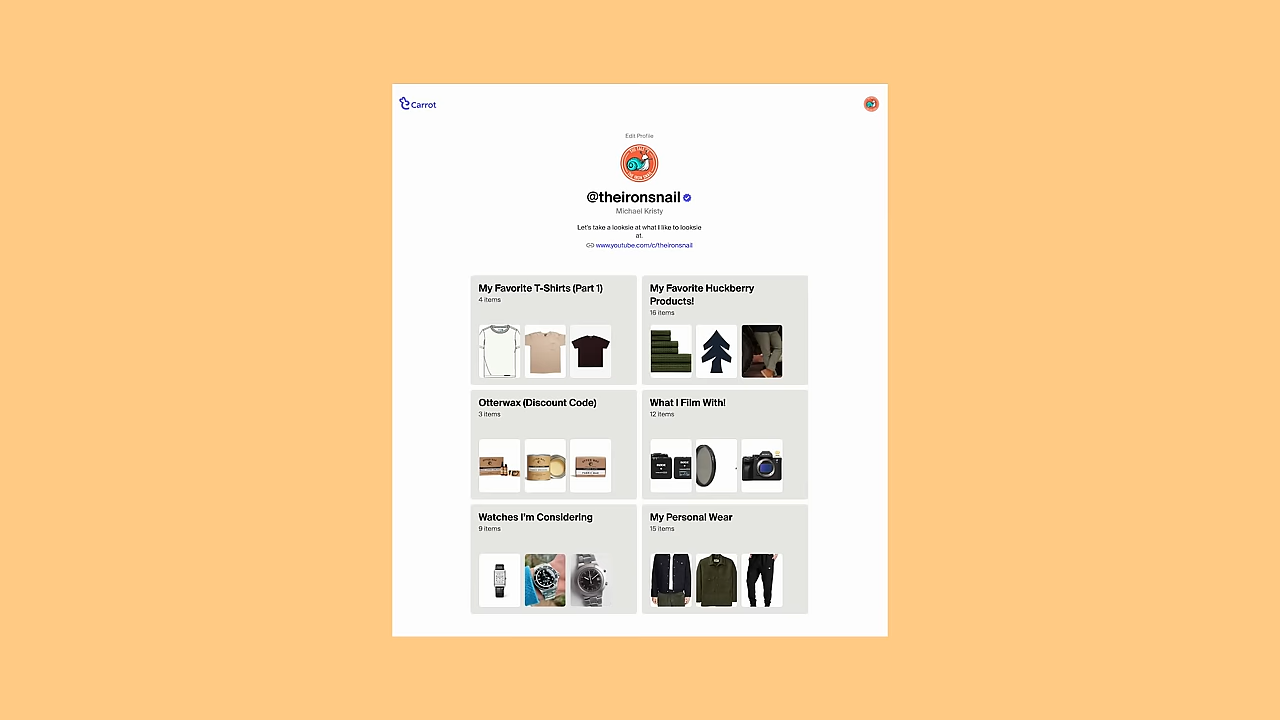 Carrot
Edit Profile
@theironsnail
Michael Kristy
Let's take a looksie at what I like to looksie
at.
www.youtube.com/c/theironsnail
My Favorite T-Shirts (Part 1)
4 items
My Favorite Huckberry
Products!
16 items
Otterwax (Discount Code)
3 items
What I Film With!
12 items
Watches I'm Considering
9 items
My Personal Wear
15 items